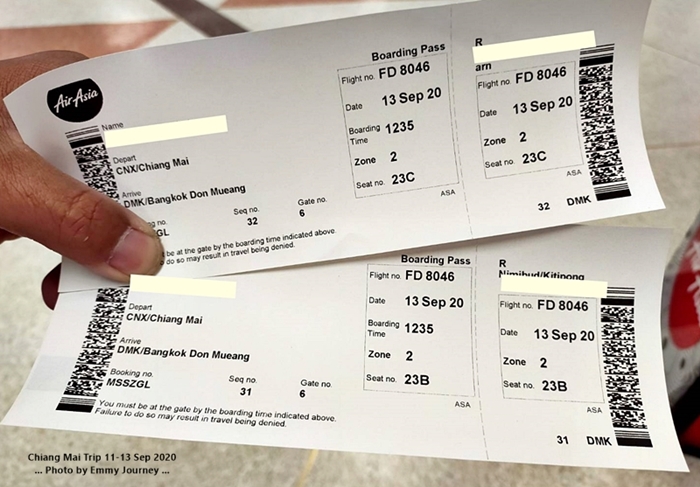 AirAsia
Name
Depart
CNX/Chiang Mai
Arrive
DMK/Bangkok Don Mueang
ng no. Seq no. Gate no.
GL 32 6
be at the gate by the boarding time indicated above.
do so may result in travel being denied.
Boarding Pass
Flight no. FD 8046
Date 13 Sep 20
Boarding Time 1235
Zone 2
Seat no. 23C
ASA
R
arn
Flight no. FD 8046
Date 13 Sep 20
Zone 2
Seat no. 23C
ASA
32 DMK
Depart
CNX/Chiang Mai
Arrive
DMK/Bangkok Don Mueang
Booking no. Seq no. Gate no.
MSSZGL 31 6
You must be at the gate by the boarding time indicated above.
Failure to do so may result in travel being denied.
Boarding Pass
Flight no. FD 8046
Date 13 Sep 20
Boarding Time 1235
Zone 2
Seat no. 23B
ASA
R
Flight no. FD 8046
Date 13 Sep 20
Zone 2
Seat no. 23B
ASA
31 DMK
Chiang Mai Trip 11-13 Sep 2020
... Photo by Emmy Journey ...